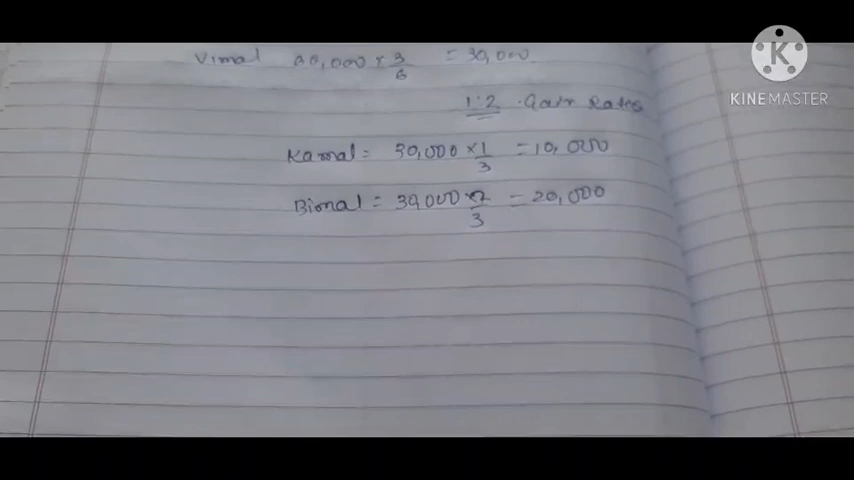 Vimal 60,000 × 3/6 = 30,000
1:2 Gain Ratio
Kamal = 30,000 × 1/3 = 10,000
Bimal = 30,000 × 2/3 = 20,000
KINEMASTER